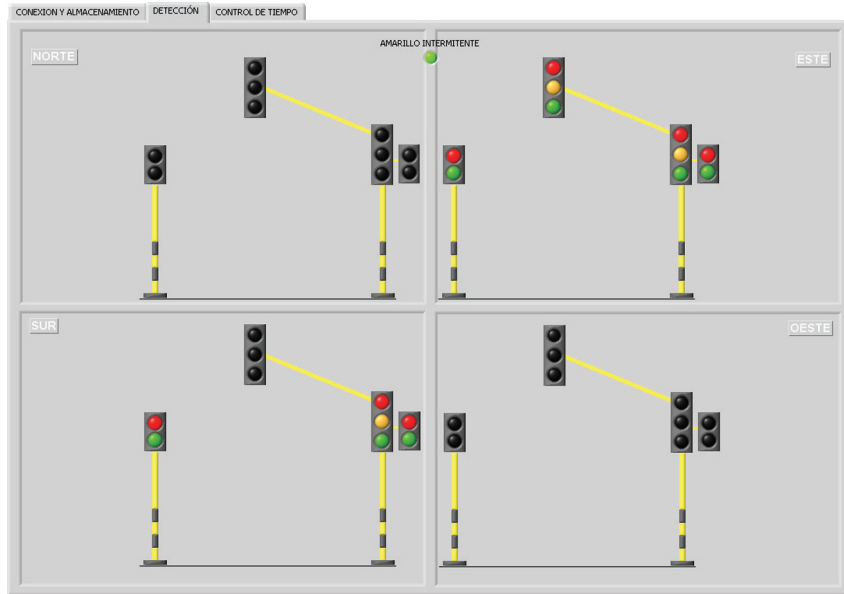 CONEXION Y ALMACENAMIENTO
DETECCIÓN
CONTROL DE TIEMPO
AMARILLO INTERMITENTE
NORTE
ESTE
SUR
OESTE